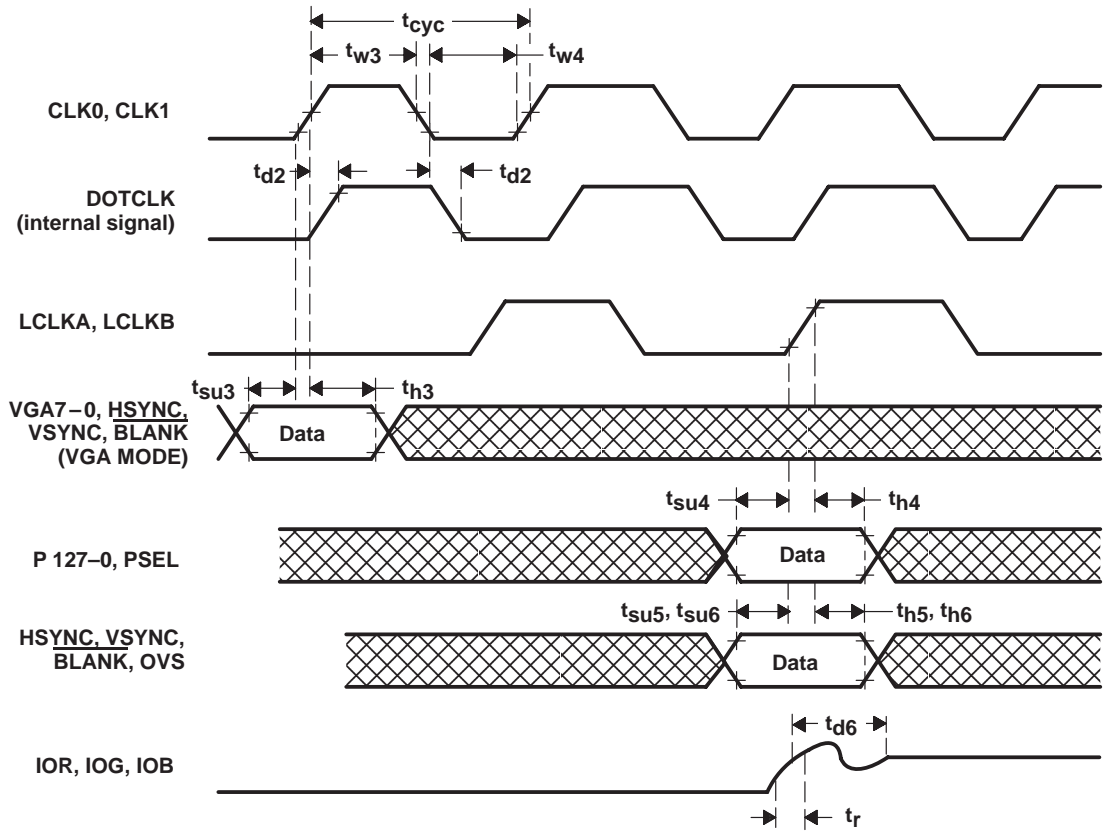 tcyc
tw3
tw4
CLK0, CLK1
td2
td2
DOTCLK
(internal signal)
LCLKA, LCLKB
tsu3
th3
VGA7–0, HSYNC,
VSYNC, BLANK
(VGA MODE)
Data
tsu4
th4
P 127–0, PSEL
Data
tsu5, tsu6
th5, th6
HSYNC, VSYNC,
BLANK, OVS
Data
td6
IOR, IOG, IOB
tr